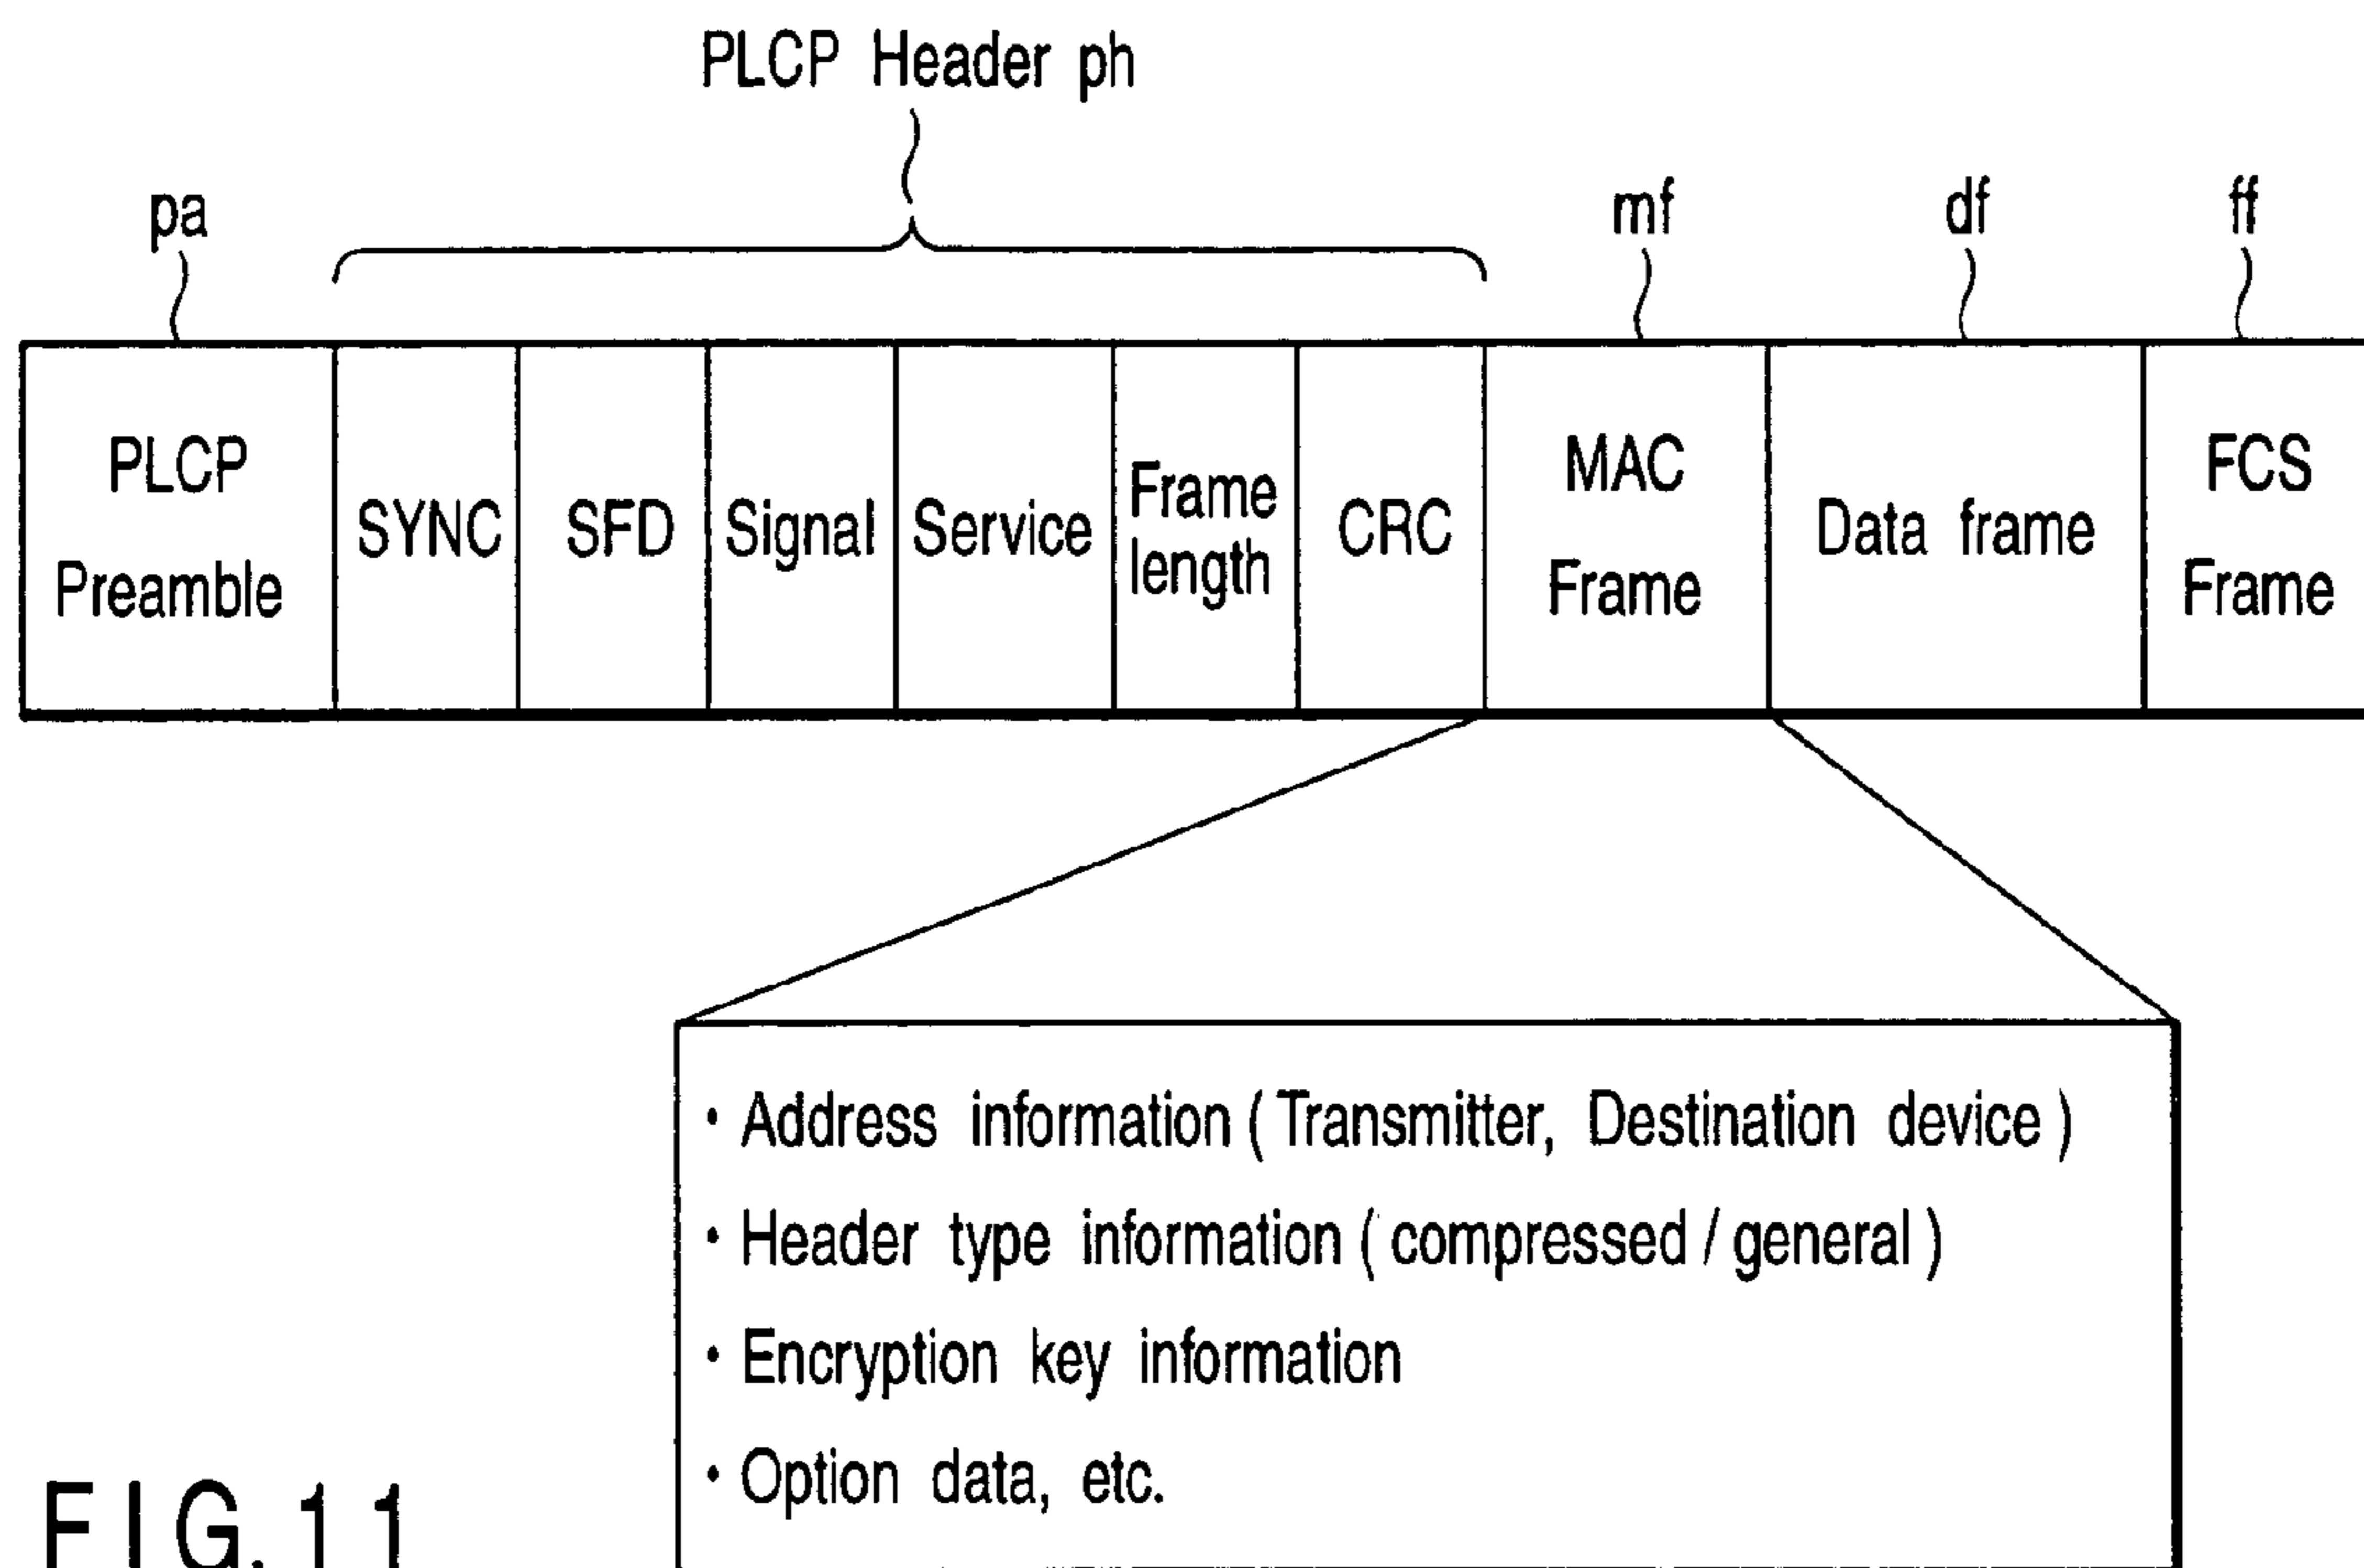 PLCP Header ph
pa
mf
df
ff
PLCP
Preamble
SYNC
SFD
Signal
Service
Frame
length
CRC
MAC
Frame
Data frame
FCS
Frame
• Address information ( Transmitter, Destination device )
• Header type information ( compressed / general )
• Encryption key information
• Option data, etc.
FIG. 11